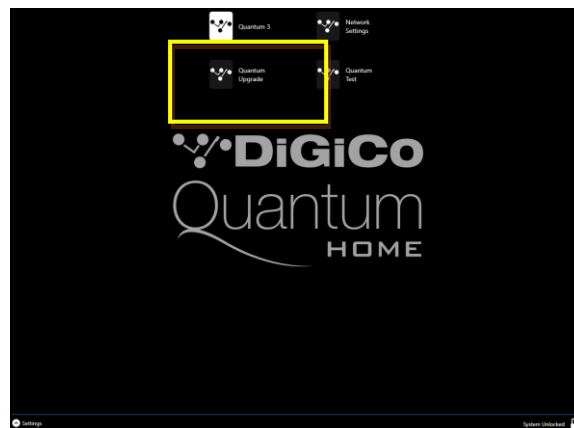 Quantum 3
Network
Settings
Quantum
Upgrade
Quantum
Test
DiGiCo
Quantum
HOME
Settings
System Unlocked